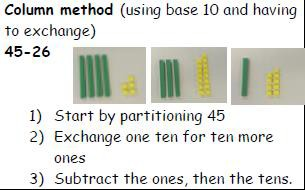 Column method (using base 10 and having
to exchange)
45-26
1) Start by partitioning 45
2) Exchange one ten for ten more
ones
3) Subtract the ones, then the tens.